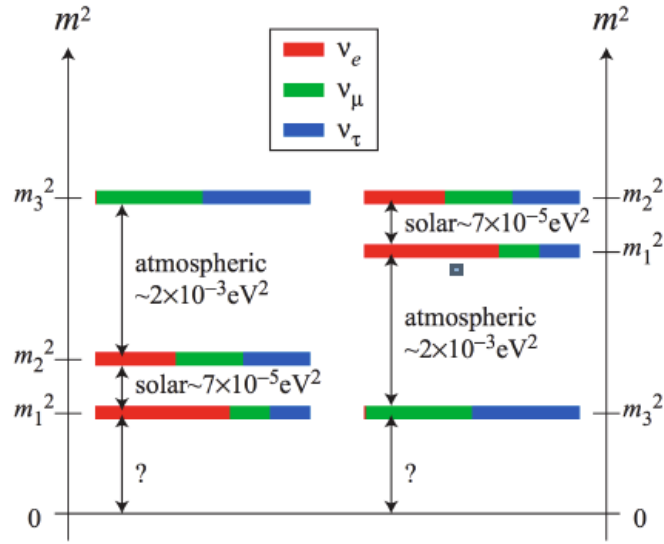 m²
m²
ν_e
ν_μ
ν_τ
m₃²
m₂²
solar~7×10⁻⁵eV²
m₁²
atmospheric
~2×10⁻³eV²
atmospheric
~2×10⁻³eV²
m₂²
solar~7×10⁻⁵eV²
m₁²
m₃²
?
?
0
0